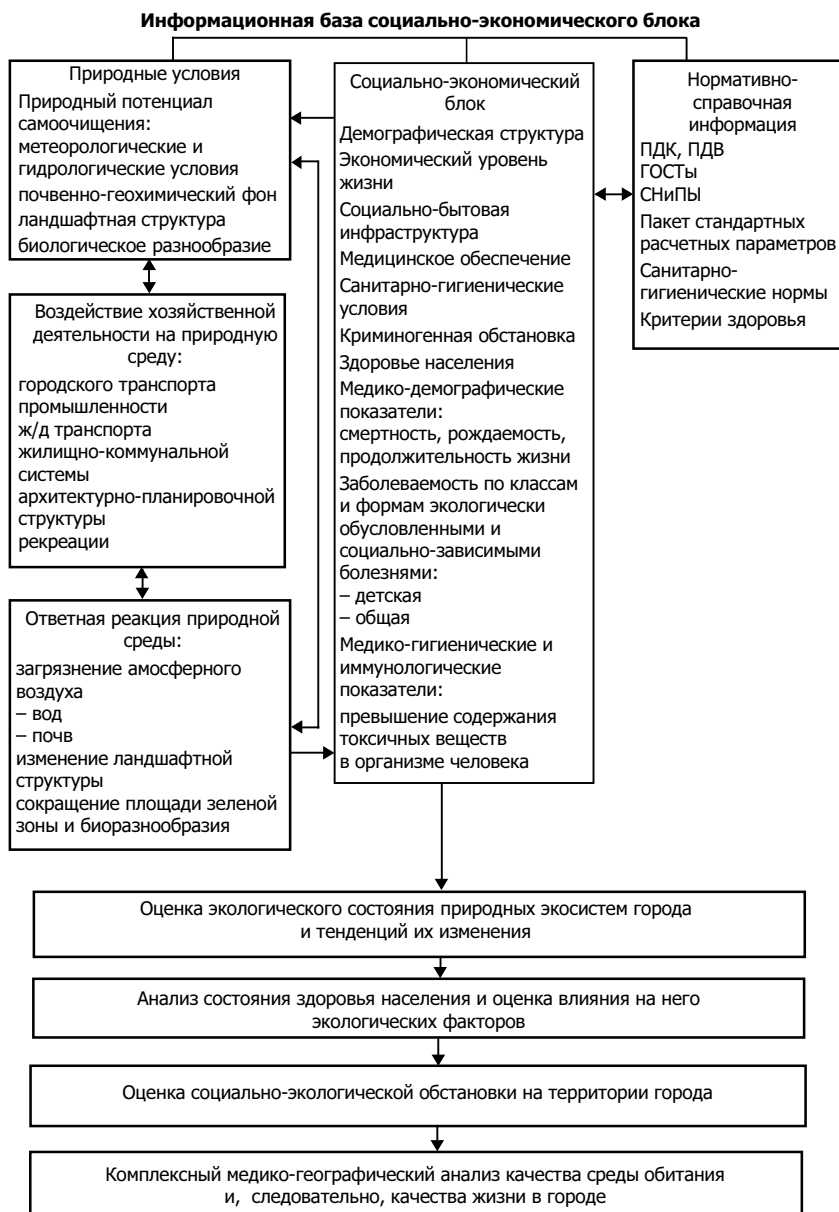 Информационная база социально-экономического блока
Природные условия
Природный потенциал
самоочищения:
метеорологические и
гидрологические условия
почвенно-геохимический фон
ландшафтная структура
биологическое разнообразие
Воздействие хозяйственной
деятельности на природную
среду:
городского транспорта
промышленности
ж/д транспорта
жилищно-коммунальной
системы
архитектурно-планировочной
структуры
рекреации
Ответная реакция природной
среды:
загрязнение амосферного
воздуха
– вод
– почв
изменение ландшафтной
структуры
сокращение площади зеленой
зоны и биоразнообразия
Социально-экономический
блок
Демографическая структура
Экономический уровень
жизни
Социально-бытовая
инфраструктура
Медицинское обеспечение
Санитарно-гигиенические
условия
Криминогенная обстановка
Здоровье населения
Медико-демографические
показатели:
смертность, рождаемость,
продолжительность жизни
Заболеваемость по классам
и формам экологически
обусловленными и
социально-зависимыми
болезнями:
– детская
– общая
Медико-гигиенические и
иммунологические
показатели:
превышение содержания
токсичных веществ
в организме человека
Нормативно-
справочная
информация
ПДК, ПДВ
ГОСТы
СНиПЫ
Пакет стандартных
расчетных параметров
Санитарно-
гигиенические нормы
Критерии здоровья
Оценка экологического состояния природных экосистем города
и тенденций их изменения
Анализ состояния здоровья населения и оценка влияния на него
экологических факторов
Оценка социально-экологической обстановки на территории города
Комплексный медико-географический анализ качества среды обитания
и, следовательно, качества жизни в городе